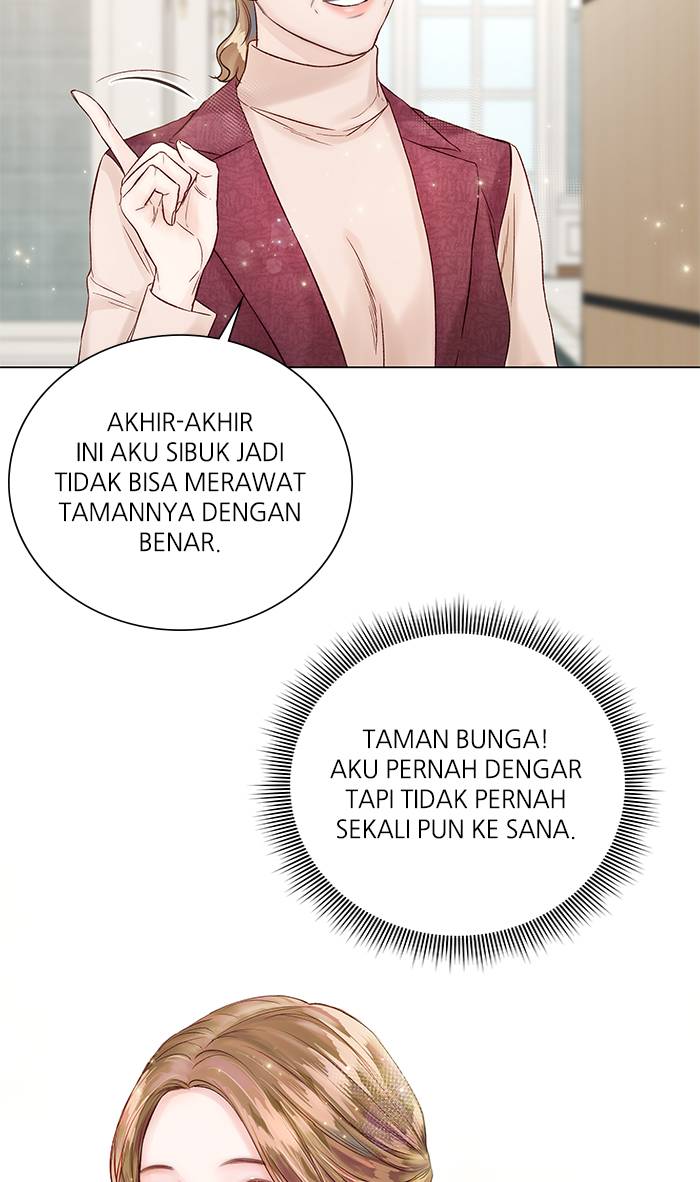 AKHIR-AKHIR
INI AKU SIBUK JADI
TIDAK BISA MERAWAT
TAMANNYA DENGAN
BENAR.
TAMAN BUNGA!
AKU PERNAH DENGAR
TAPI TIDAK PERNAH
SEKALI PUN KE SANA.